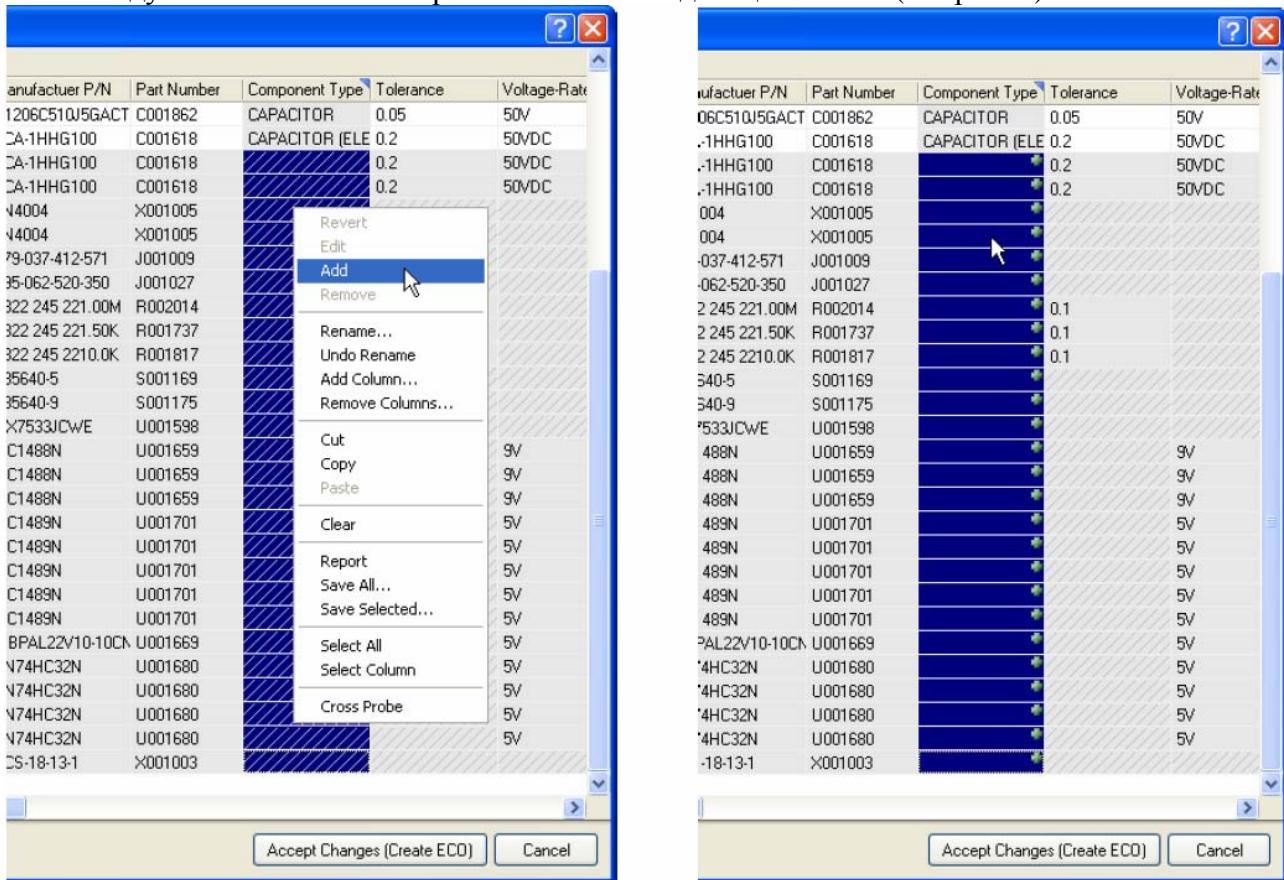 anufactuer P/N Part Number Component Type Tolerance Voltage-Rate
1206C510J5GACT C001862 CAPACITOR 0.05 50V
CA-1HHG100 C001618 CAPACITOR (ELE 0.2 50VDC
CA-1HHG100 C001618 0.2 50VDC
CA-1HHG100 C001618 0.2 50VDC
N4004 X001005
N4004 X001005
79-037-412-571 J001009
95-062-520-350 J001027
322 245 221.00M R002014
322 245 221.50K R001737
322 245 2210.0K R001817
35640-5 S001169
35640-9 S001175
X7533JCWE U001598
C1488N U001659 9V
C1488N U001659 9V
C1488N U001659 9V
C1489N U001701 5V
C1489N U001701 5V
C1489N U001701 5V
C1489N U001701 5V
C1489N U001701 5V
BPAL22V10-10CN U001669 5V
N74HC32N U001680 5V
N74HC32N U001680 5V
N74HC32N U001680 5V
N74HC32N U001680 5V
CS-18-13-1 X001003
Revert
Edit
Add
Remove
Rename...
Undo Rename
Add Column...
Remove Columns...
Cut
Copy
Paste
Clear
Report
Save All...
Save Selected...
Select All
Select Column
Cross Probe
Accept Changes (Create ECO) Cancel
ufactuer P/N Part Number Component Type Tolerance Voltage-Rate
06C510J5GACT C001862 CAPACITOR 0.05 50V
-1HHG100 C001618 CAPACITOR (ELE 0.2 50VDC
-1HHG100 C001618 0.2 50VDC
-1HHG100 C001618 0.2 50VDC
004 X001005
004 X001005
-037-412-571 J001009
-062-520-350 J001027
2 245 221.00M R002014 0.1
2 245 221.50K R001737 0.1
2 245 2210.0K R001817 0.1
640-5 S001169
640-9 S001175
7533JCWE U001598
488N U001659 9V
488N U001659 9V
488N U001659 9V
489N U001701 5V
489N U001701 5V
489N U001701 5V
489N U001701 5V
489N U001701 5V
PAL22V10-10CN U001669 5V
4HC32N U001680 5V
4HC32N U001680 5V
4HC32N U001680 5V
4HC32N U001680 5V
-18-13-1 X001003
Accept Changes (Create ECO) Cancel